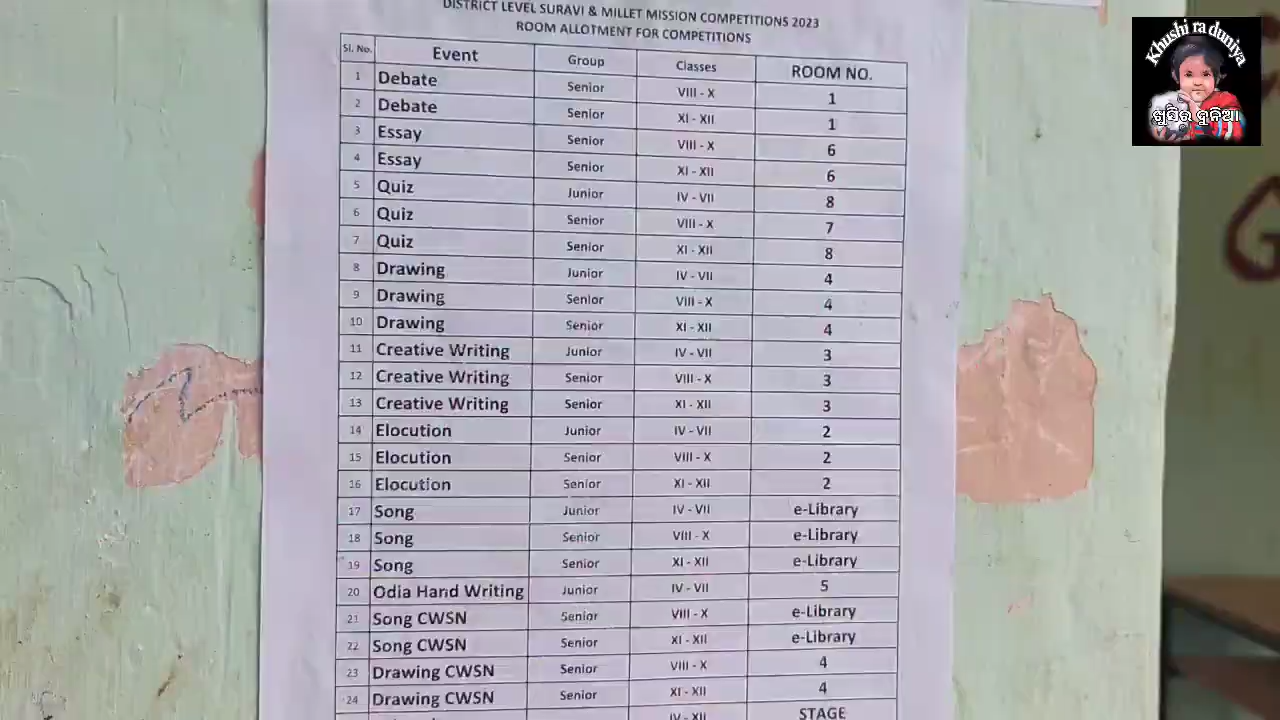 DISTRICT LEVEL SURAVI & MILLET MISSION COMPETITIONS 2023
ROOM ALLOTMENT FOR COMPETITIONS
Sl. No. Event Group Classes ROOM NO.
1 Debate Senior VIII - X 1
2 Debate Senior XI - XII 1
3 Essay Senior VIII - X 6
4 Essay Senior XI - XII 6
5 Quiz Junior IV - VII 8
6 Quiz Senior VIII - X 7
7 Quiz Senior XI - XII 8
8 Drawing Junior IV - VII 4
9 Drawing Senior VIII - X 4
10 Drawing Senior XI - XII 4
11 Creative Writing Junior IV - VII 3
12 Creative Writing Senior VIII - X 3
13 Creative Writing Senior XI - XII 3
14 Elocution Junior IV - VII 2
15 Elocution Senior VIII - X 2
16 Elocution Senior XI - XII 2
17 Song Junior IV - VII e-Library
18 Song Senior VIII - X e-Library
19 Song Senior XI - XII e-Library
20 Odia Hand Writing Junior IV - VII 5
21 Song CWSN Senior VIII - X e-Library
22 Song CWSN Senior XI - XII e-Library
23 Drawing CWSN Senior VIII - X 4
24 Drawing CWSN Senior XI - XII 4
IV - XII STAGE
Khushi ra duniya
ଖୁସିର ଦୁନିଆ